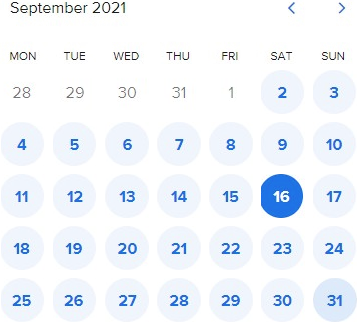 September 2021
MON TUE WED THU FRI SAT SUN
28 29 30 31 1 2 3
4 5 6 7 8 9 10
11 12 13 14 15 16 17
18 19 20 21 22 23 24
25 26 27 28 29 30 31